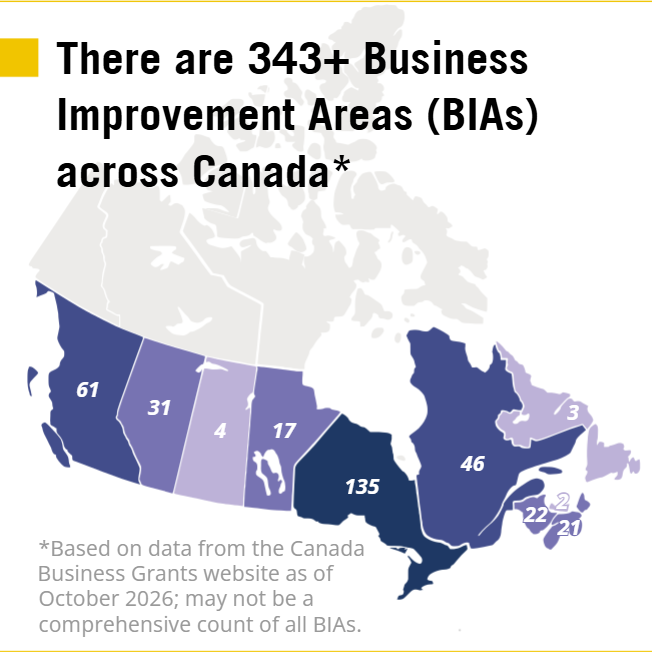 There are 343+ Business
Improvement Areas (BIAs)
across Canada*
61
31
4
17
135
46
3
2
22
21
*Based on data from the Canada
Business Grants website as of
October 2026; may not be a
comprehensive count of all BIAs.